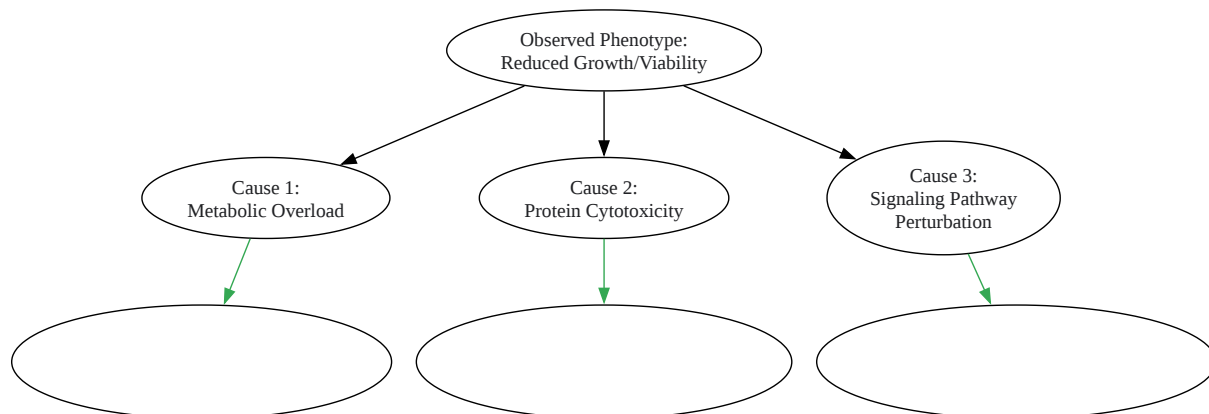 Observed Phenotype:
Reduced Growth/Viability
Cause 1:
Metabolic Overload
Cause 2:
Protein Cytotoxicity
Cause 3:
Signaling Pathway
Perturbation